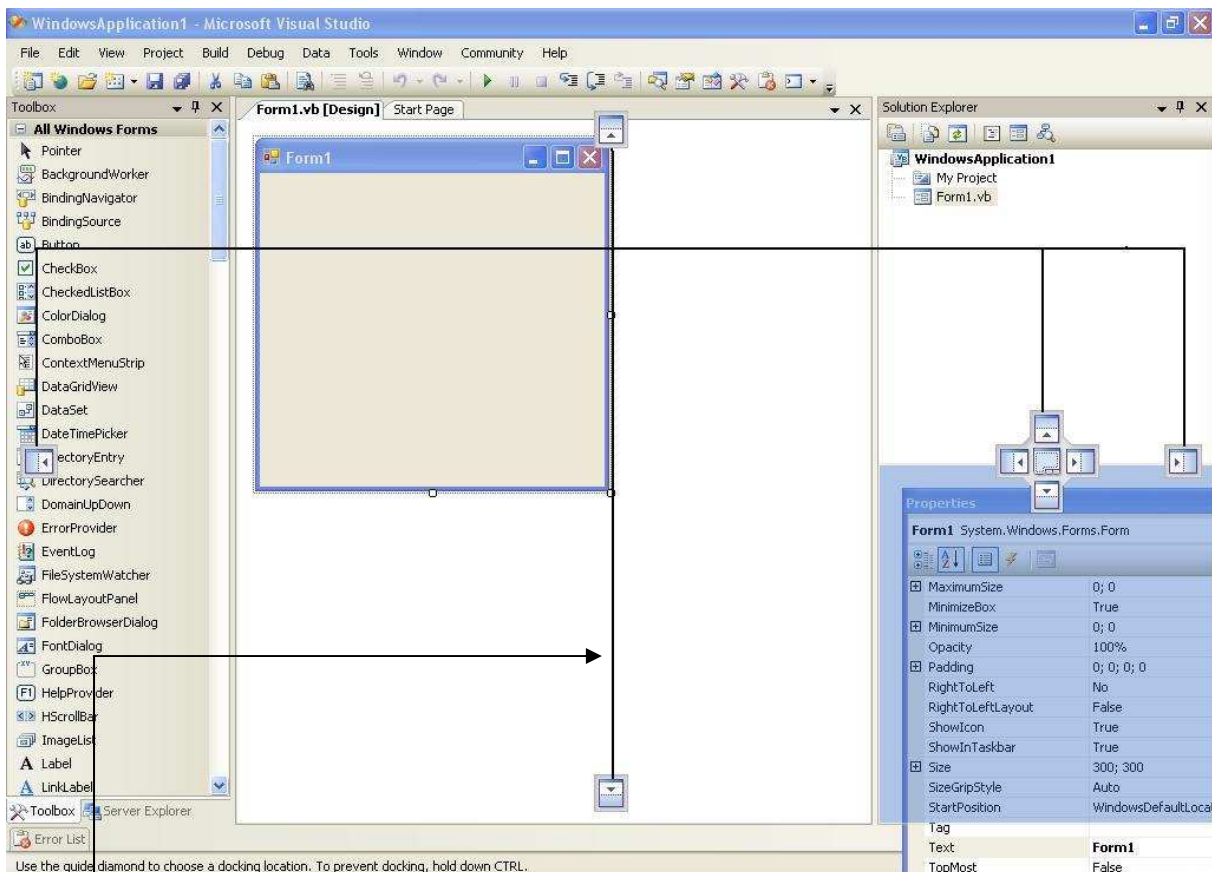 WindowsApplication1 - Microsoft Visual Studio
File Edit View Project Build Debug Data Tools Window Community Help
Toolbox
All Windows Forms
Pointer
BackgroundWorker
BindingNavigator
BindingSource
ab Button
CheckBox
CheckedListBox
ColorDialog
ComboBox
ContextMenuStrip
DataGridView
DataSet
DateTimePicker
ectoryEntry
DirectorySearcher
DomainUpDown
ErrorProvider
EventLog
FileSystemWatcher
FlowLayoutPanel
FolderBrowserDialog
FontDialog
GroupBox
HelpProvider
HScrollBar
ImageList
A Label
A LinkLabel
Toolbox Server Explorer
Error List
Use the guide diamond to choose a docking location. To prevent docking, hold down CTRL.
Form1.vb [Design] Start Page
Form1
Solution Explorer
WindowsApplication1
My Project
Form1.vb
Properties
Form1 System.Windows.Forms.Form
MaximumSize 0; 0
MinimizeBox True
MinimumSize 0; 0
Opacity 100%
Padding 0; 0; 0; 0
RightToLeft No
RightToLeftLayout False
ShowIcon True
ShowInTaskbar True
Size 300; 300
SizeGripStyle Auto
StartPosition WindowsDefaultLoca
Tag
Text Form1
TopMost False